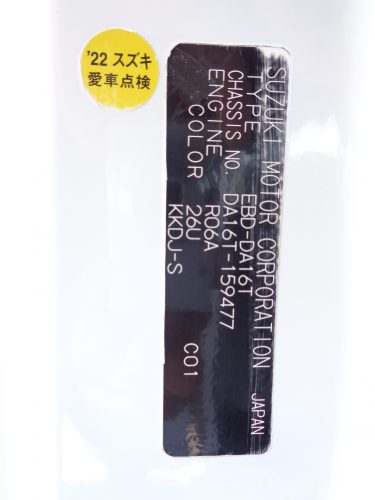 '22 スズキ
愛車点検
SUZUKI MOTOR CORPORATION JAPAN
TYPE EBD-DA16T
CHASSIS NO. DA16T-159477
ENGINE R06A
COLOR 26U C01
KKDJ-S